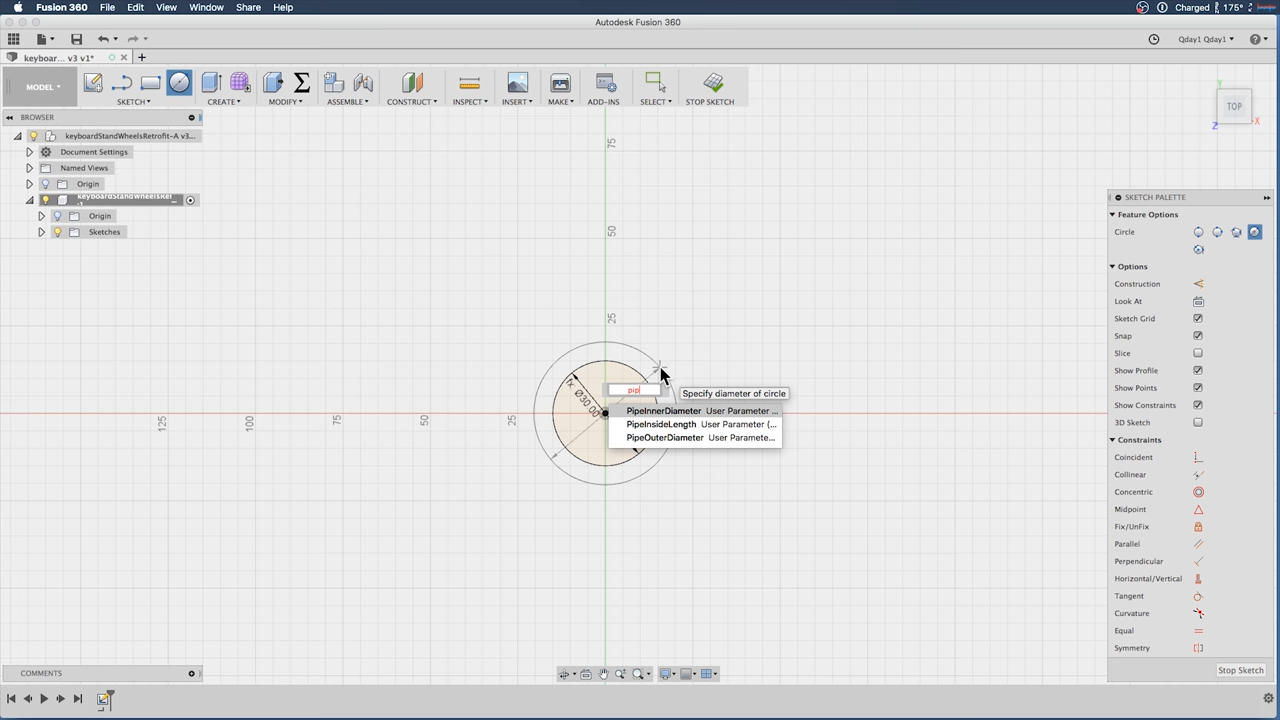 Fusion 360 File Edit View Window Share Help Charged 175°
Autodesk Fusion 360
Qday1 Qday1
keyboar... v3 v1*
MODEL
SKETCH CREATE MODIFY ASSEMBLE CONSTRUCT INSPECT INSERT MAKE ADD-INS SELECT STOP SKETCH
BROWSER
keyboardStandWheelsRetrofit-A v3...
Document Settings
Named Views
Origin
Origin
Sketches
TOP
X
Y
Z
75
50
25
125
100
75
50
25
fx: Ø30.00
pip
Specify diameter of circle
PipeInnerDiameter User Parameter ...
PipeInsideLength User Parameter (...
PipeOuterDiameter User Paramete...
SKETCH PALETTE
Feature Options
Circle
Options
Construction
Look At
Sketch Grid
Snap
Slice
Show Profile
Show Points
Show Constraints
3D Sketch
Constraints
Coincident
Collinear
Concentric
Midpoint
Fix/UnFix
Parallel
Perpendicular
Horizontal/Vertical
Tangent
Curvature
Equal
Symmetry
Stop Sketch
COMMENTS